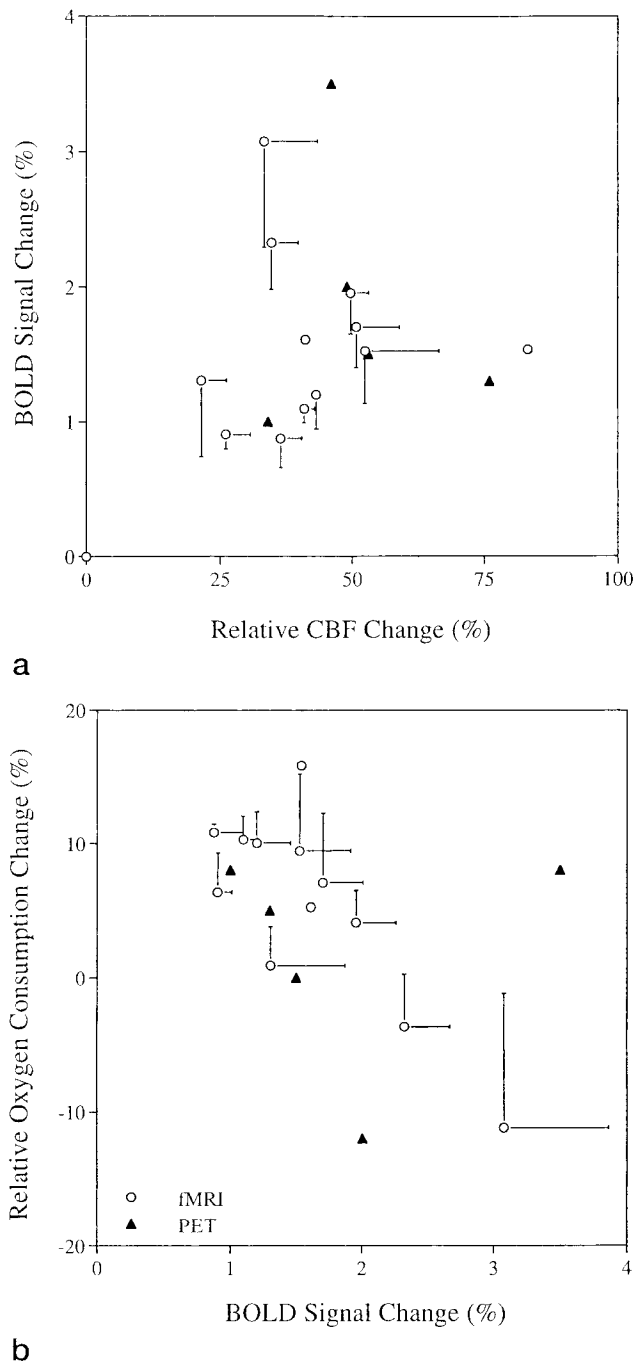 4
3
2
1
0
BOLD Signal Change (%)
0 25 50 75 100
Relative CBF Change (%)
a
20
10
0
-10
-20
Relative Oxygen Consumption Change (%)
fMRI
PET
0 1 2 3 4
BOLD Signal Change (%)
b